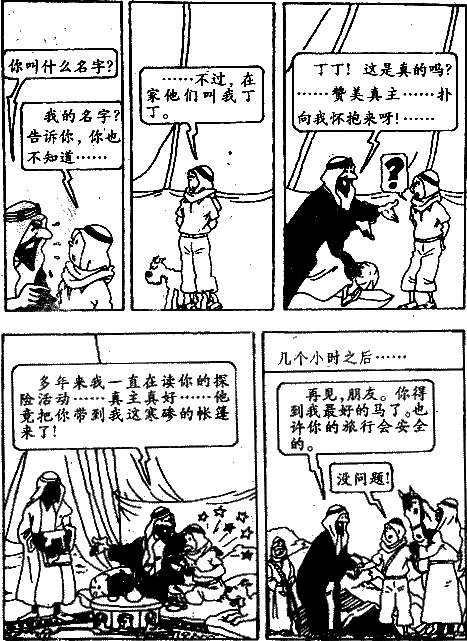 你叫什么名字？
我的名字？
告诉你，你也
不知道……
……不过，在
家他们叫我丁
丁。
丁丁！这是真的吗？
……赞美真主……扑
向我怀抱来呀！……
?
多年来我一直在读你的探
险活动……真主真好……他
竟把你带到我这寒碜的帐篷
来了！
几个小时之后……
再见，朋友。你得
到我最好的马了。也
许你的旅行会安全
的。
没问题！